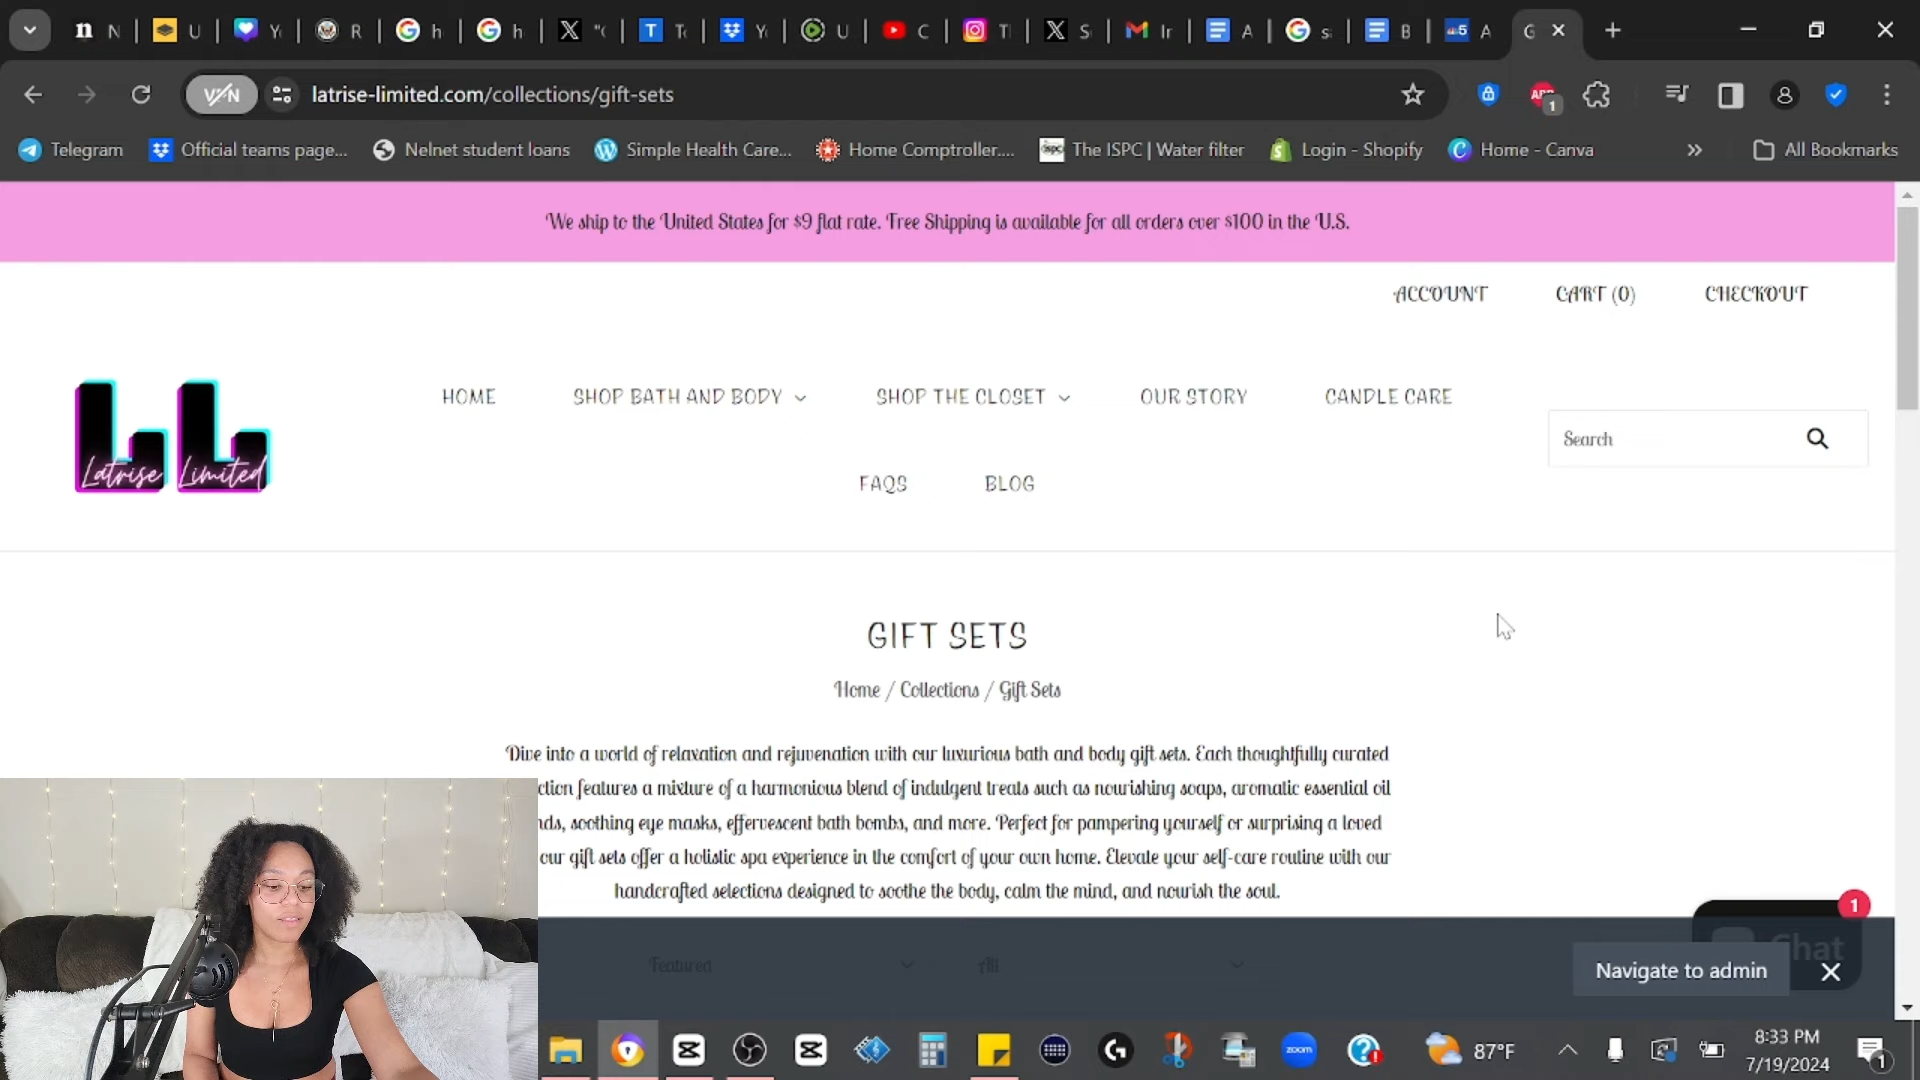 N
U
Y
R
h
h
"(
T(
Y
U
C
Tl
S
Ir
A
s
B
A
G
latrise-limited.com/collections/gift-sets
1
Telegram
Official teams page...
Nelnet student loans
Simple Health Care...
Home Comptroller....
The ISPC | Water filter
Login - Shopify
Home - Canva
All Bookmarks
We ship to the United States for $9 flat rate. Free Shipping is available for all orders over $100 in the U.S.
ACCOUNT
CART (0)
CHECKOUT
Latrise Limited
HOME
SHOP BATH AND BODY
SHOP THE CLOSET
OUR STORY
CANDLE CARE
FAQS
BLOG
Search
GIFT SETS
Home / Collections / Gift Sets
Dive into a world of relaxation and rejuvenation with our luxurious bath and body gift sets. Each thoughtfully curated
ction features a mixture of a harmonious blend of indulgent treats such as nourishing soaps, aromatic essential oil
nds, soothing eye masks, effervescent bath bombs, and more. Perfect for pampering yourself or surprising a loved
our gift sets offer a holistic spa experience in the comfort of your own home. Elevate your self-care routine with our
handcrafted selections designed to soothe the body, calm the mind, and nourish the soul.
Featured
All
1
Chat
Navigate to admin
zoom
87°F
8:33 PM
7/19/2024
1